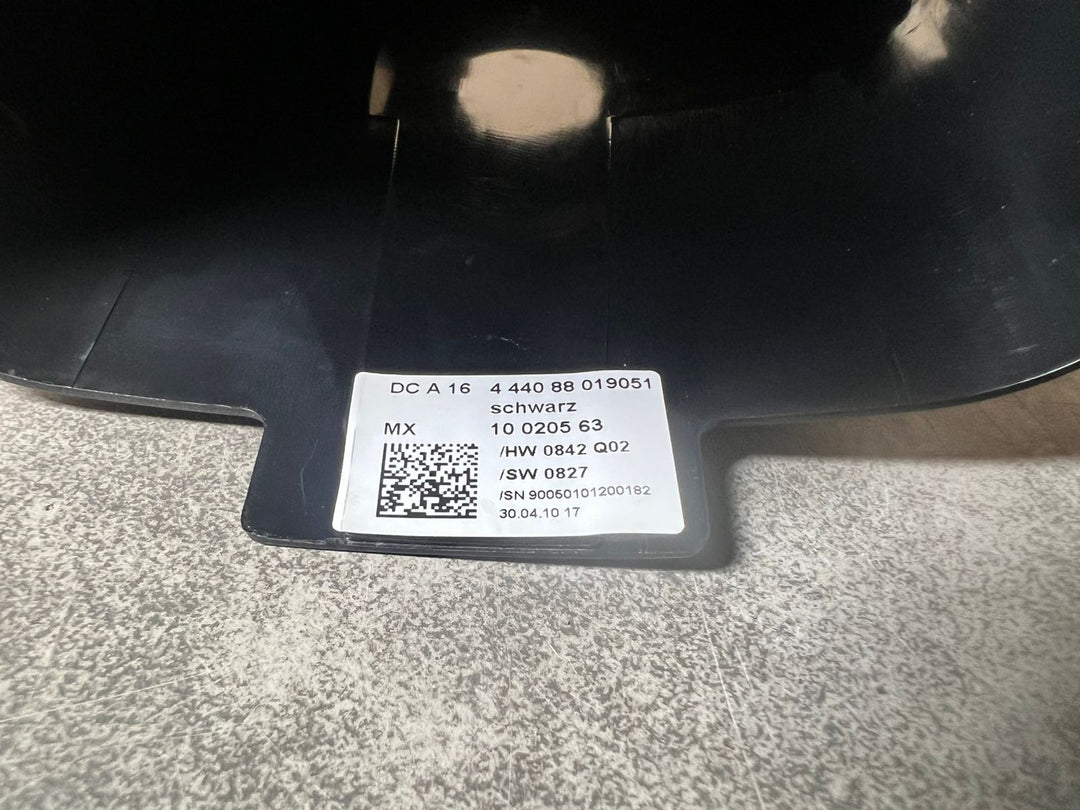 DC A 16 4 440 88 019051
schwarz
MX 10 0205 63
/HW 0842 Q02
/SW 0827
/SN 90050101200182
30.04.10 17